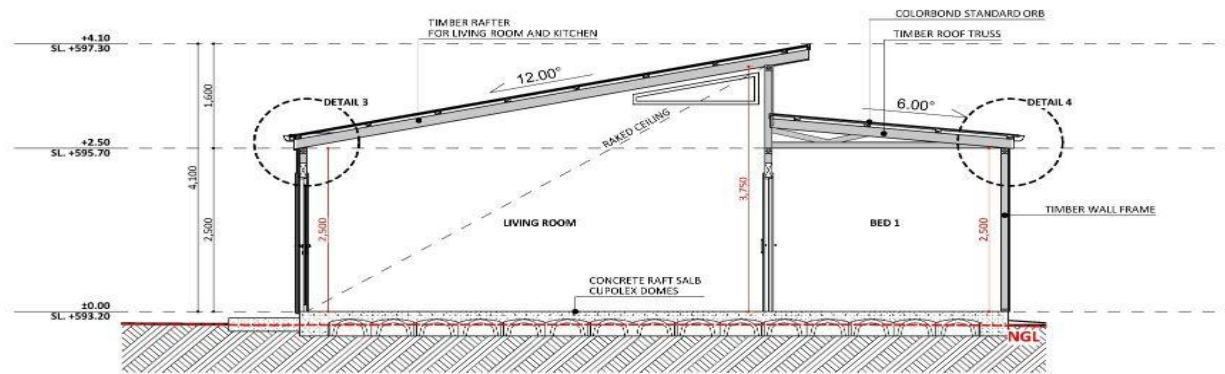 COLORBOND STANDARD ORB
TIMBER RAFTER
FOR LIVING ROOM AND KITCHEN
TIMBER ROOF TRUSS
+4.10
SL. +597.30
12.00°
DETAIL 3
6.00°
DETAIL 4
1,600
RAKED CEILING
+2.50
SL. +595.70
4,100
3,750
2,500
2,500
LIVING ROOM
BED 1
2,500
TIMBER WALL FRAME
CONCRETE RAFT SALB
CUPOLEX DOMES
±0.00
SL. +593.20
NGL